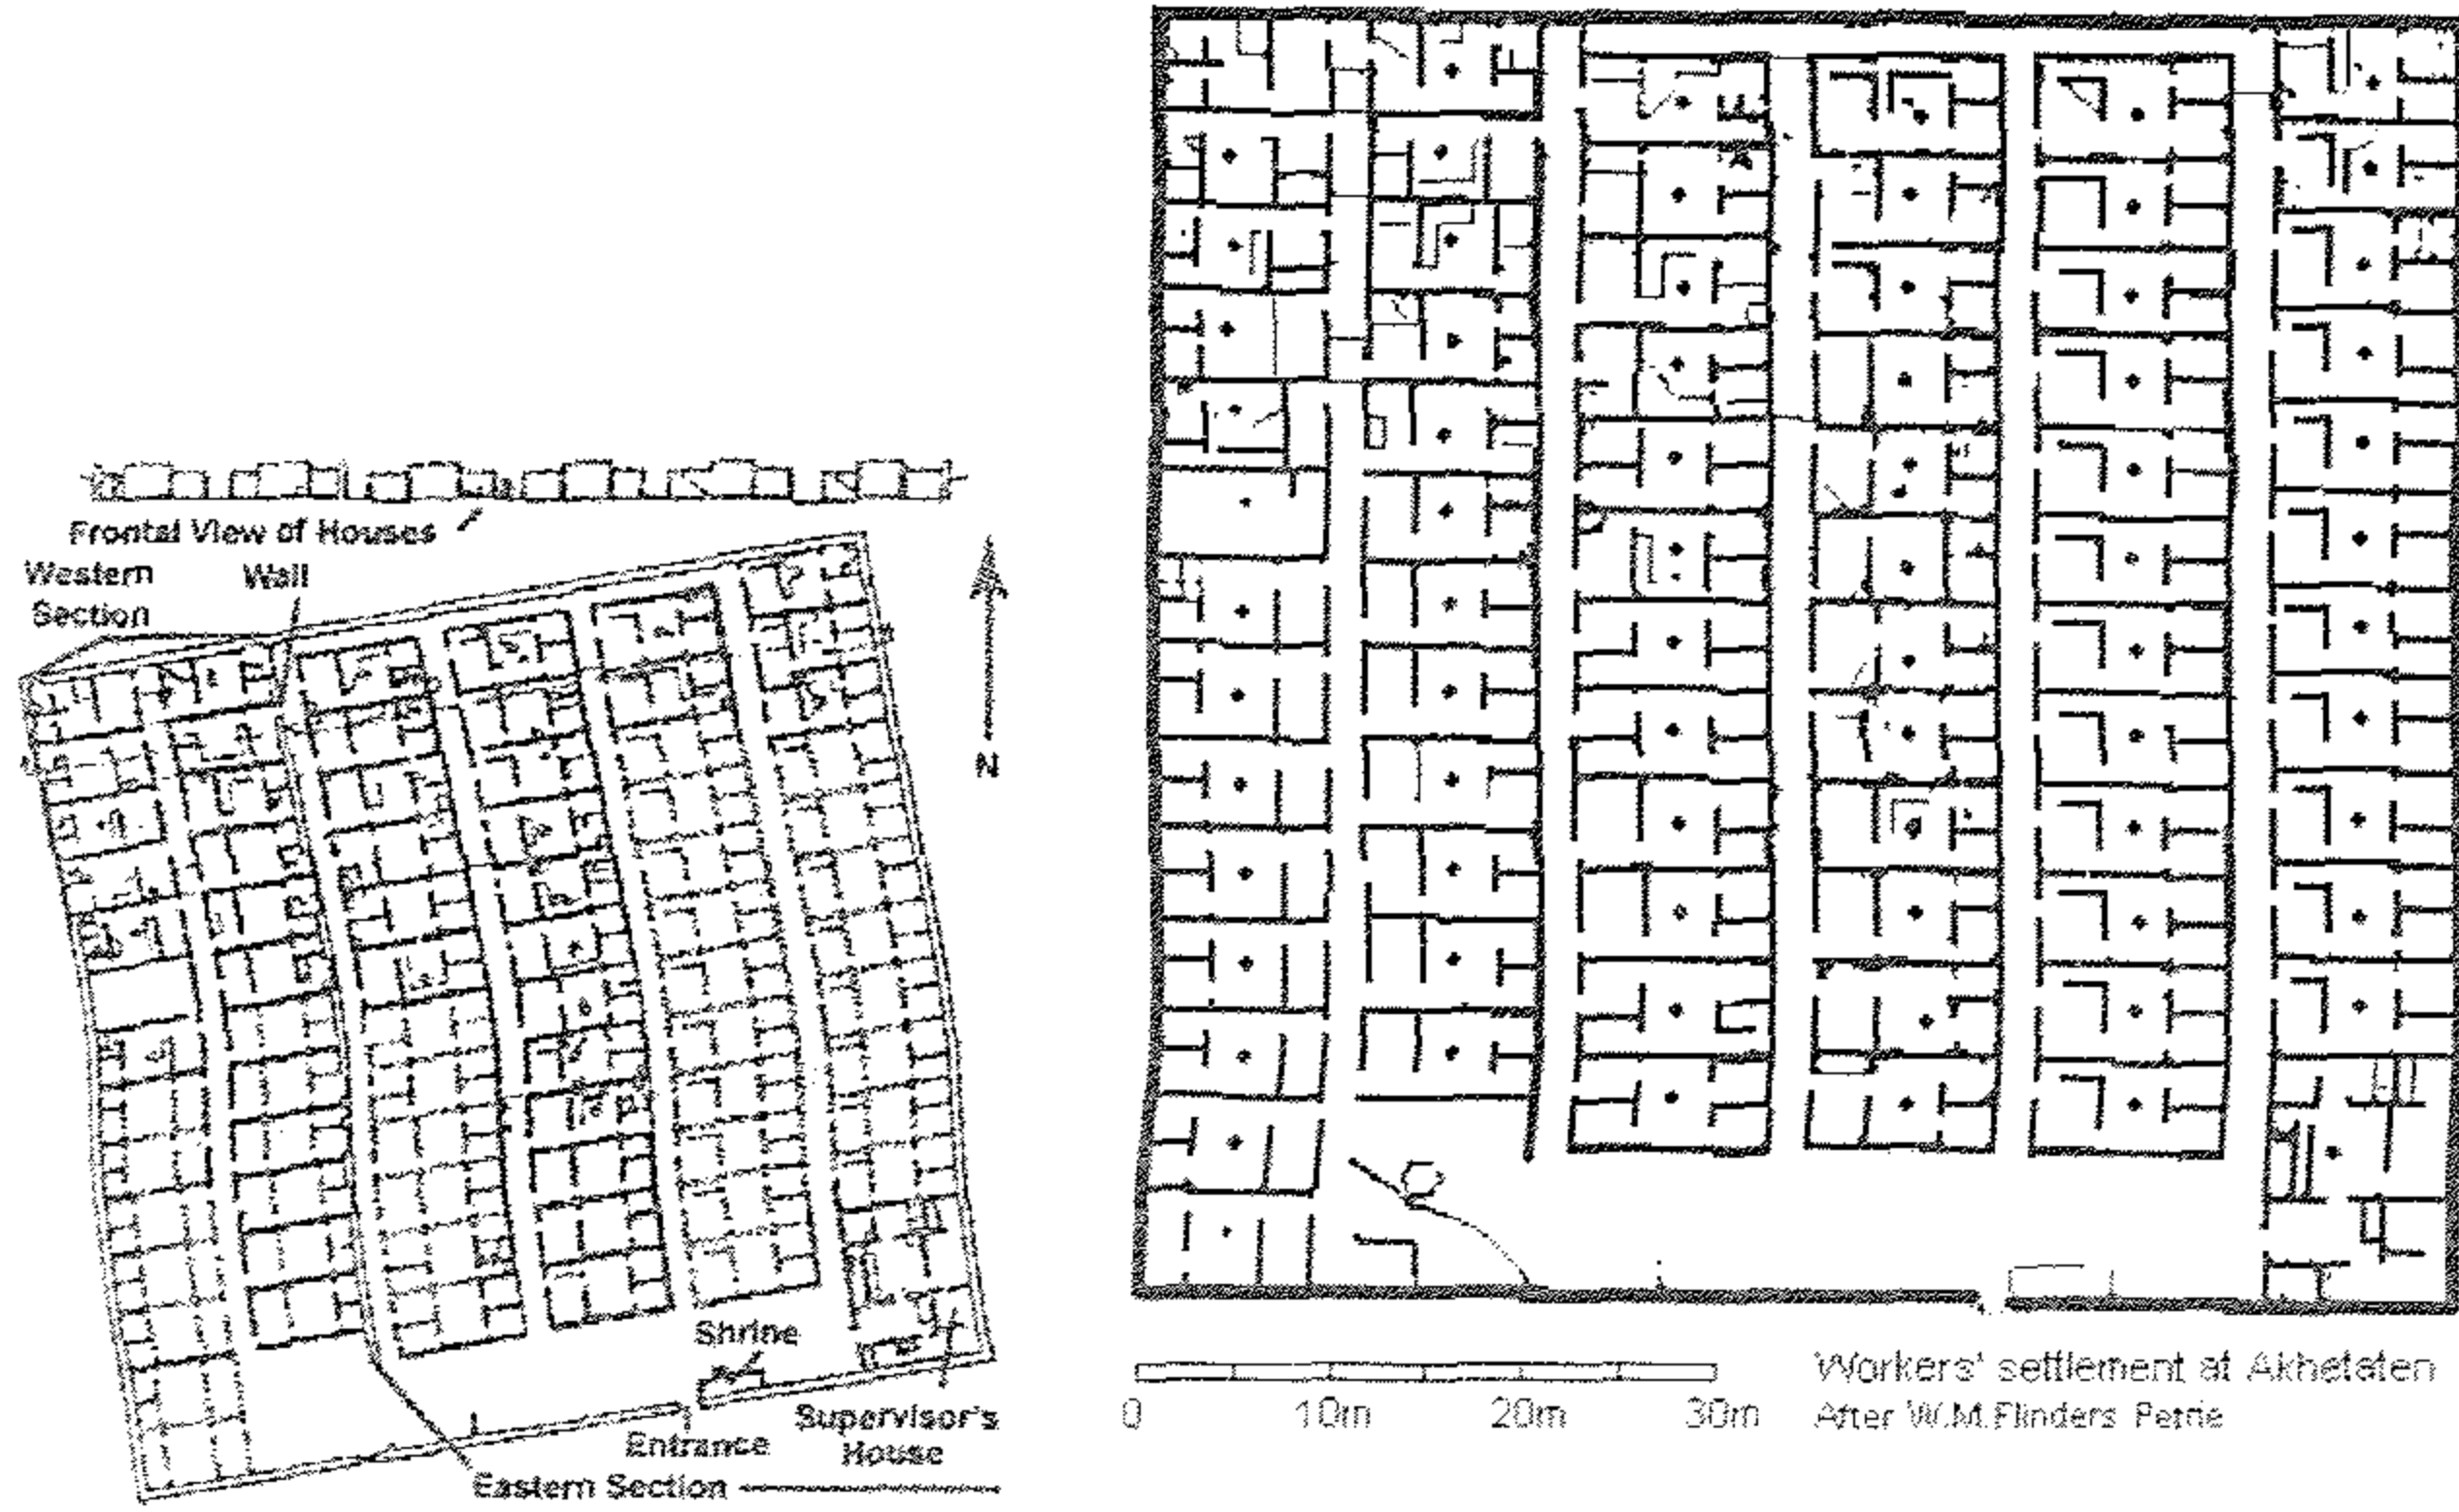 Frontal View of Houses
Western
Section
Wall
N
Shrine
Supervisor's
House
Entrance
Eastern Section
0
10m
20m
30m
Workers' settlement at Akhetaten
After W.M.Flinders Petrie